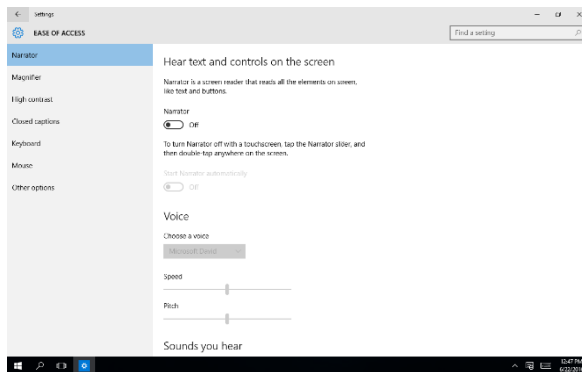 Settings
EASE OF ACCESS
Find a setting
Narrator
Magnifier
High contrast
Closed captions
Keyboard
Mouse
Other options
Hear text and controls on the screen
Narrator is a screen reader that reads all the elements on screen,
like text and buttons.
Narrator
Off
To turn Narrator off with a touchscreen, tap the Narrator slider, and
then double-tap anywhere on the screen.
Start Narrator automatically
Off
Voice
Choose a voice
Microsoft David
Speed
Pitch
Sounds you hear
12:47 PM